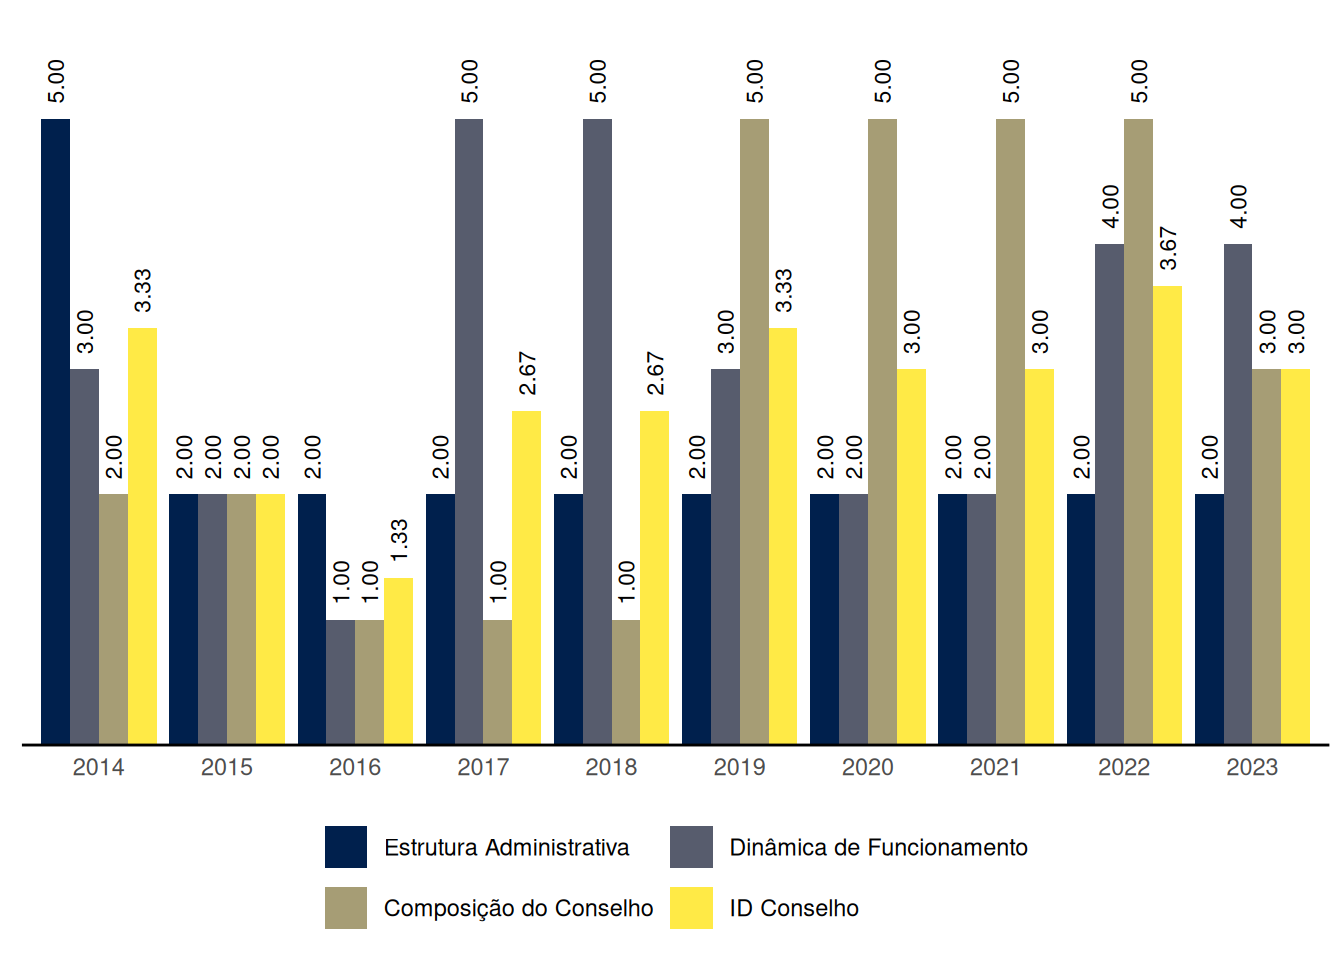 5.00 3.00 2.00 3.33 2.00 2.00 2.00 2.00 2.00 1.00 1.00 1.33 2.00 5.00 1.00 2.67 2.00 5.00 1.00 2.67 2.00 3.00 5.00 3.33 2.00 2.00 5.00 3.00 2.00 2.00 5.00 3.00 2.00 4.00 5.00 3.67 2.00 4.00 3.00 3.00
2014 2015 2016 2017 2018 2019 2020 2021 2022 2023
Estrutura Administrativa Dinâmica de Funcionamento
Composição do Conselho ID Conselho